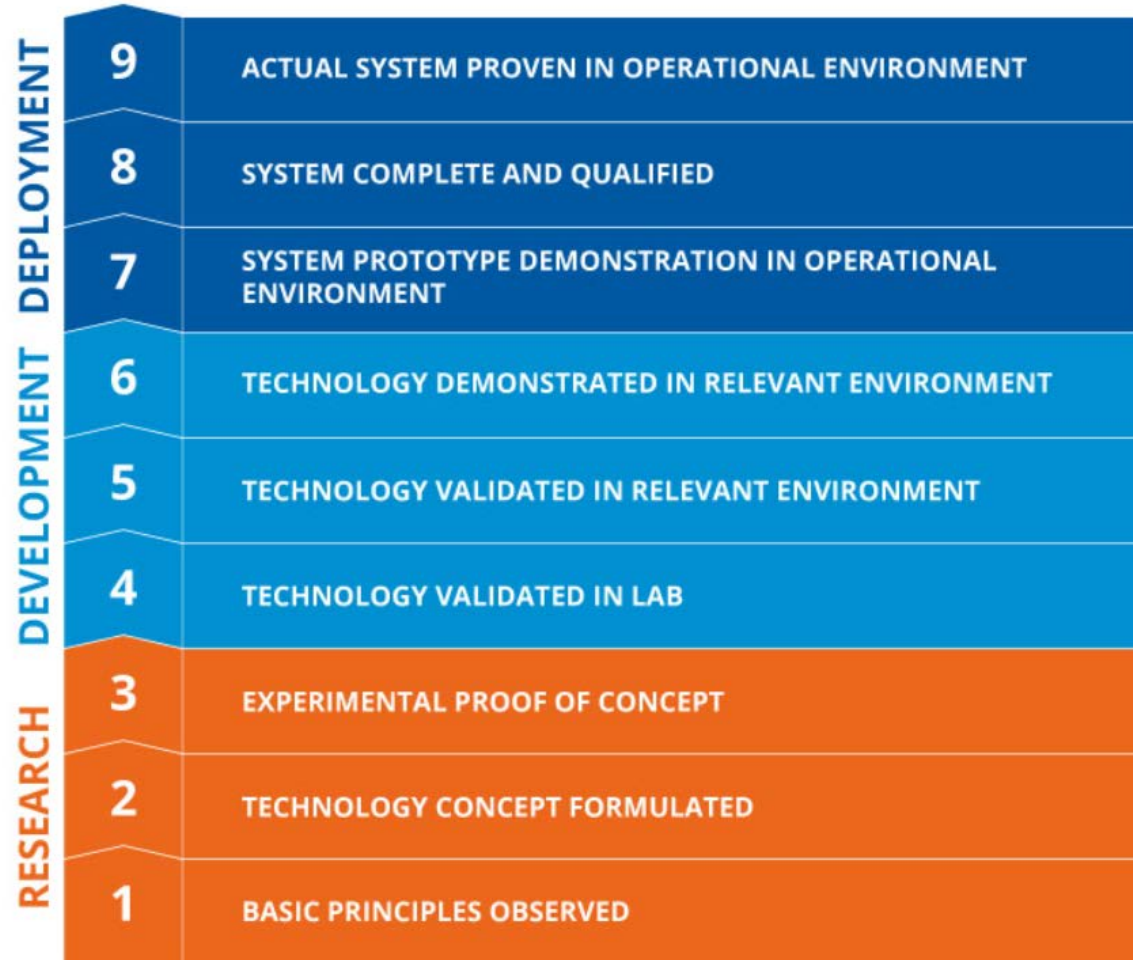 DEPLOYMENT
9
ACTUAL SYSTEM PROVEN IN OPERATIONAL ENVIRONMENT
8
SYSTEM COMPLETE AND QUALIFIED
7
SYSTEM PROTOTYPE DEMONSTRATION IN OPERATIONAL
ENVIRONMENT
DEVELOPMENT
6
TECHNOLOGY DEMONSTRATED IN RELEVANT ENVIRONMENT
5
TECHNOLOGY VALIDATED IN RELEVANT ENVIRONMENT
4
TECHNOLOGY VALIDATED IN LAB
RESEARCH
3
EXPERIMENTAL PROOF OF CONCEPT
2
TECHNOLOGY CONCEPT FORMULATED
1
BASIC PRINCIPLES OBSERVED